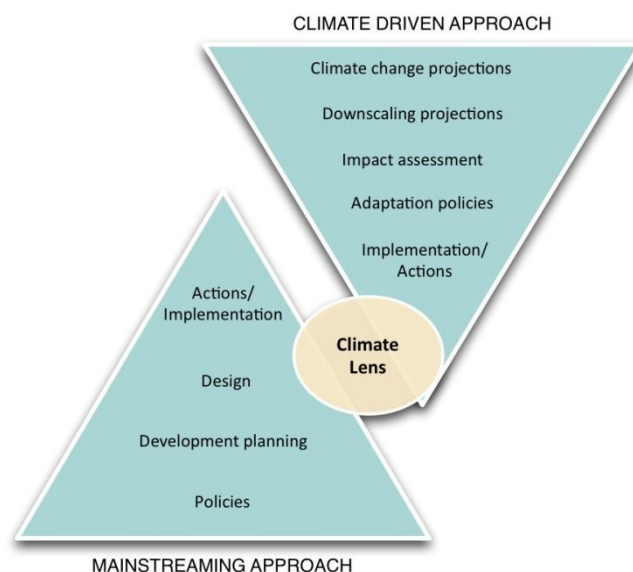 CLIMATE DRIVEN APPROACH
Climate change projections
Downscaling projections
Impact assessment
Adaptation policies
Implementation/
Actions
Climate
Lens
Actions/
Implementation
Design
Development planning
Policies
MAINSTREAMING APPROACH